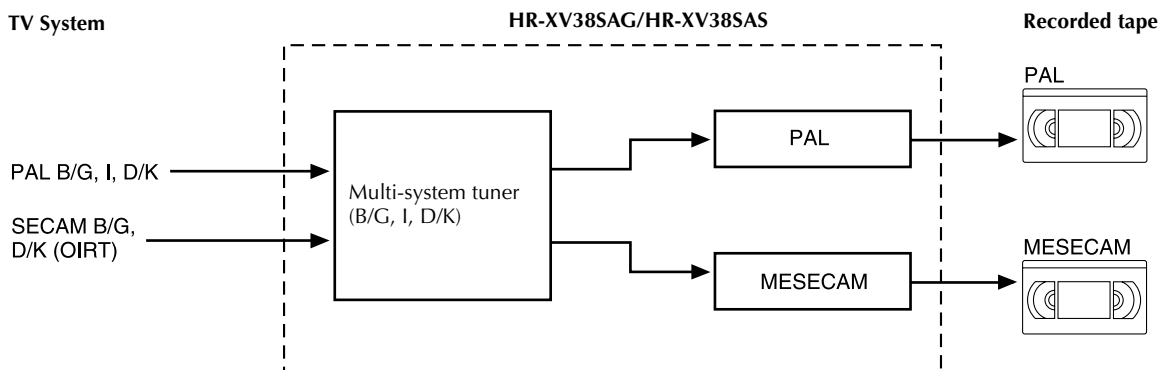 TV System
HR-XV38SAG/HR-XV38SAS
Recorded tape
PAL
PAL B/G, I, D/K
SECAM B/G,
D/K (OIRT)
Multi-system tuner
(B/G, I, D/K)
PAL
MESECAM
MESECAM